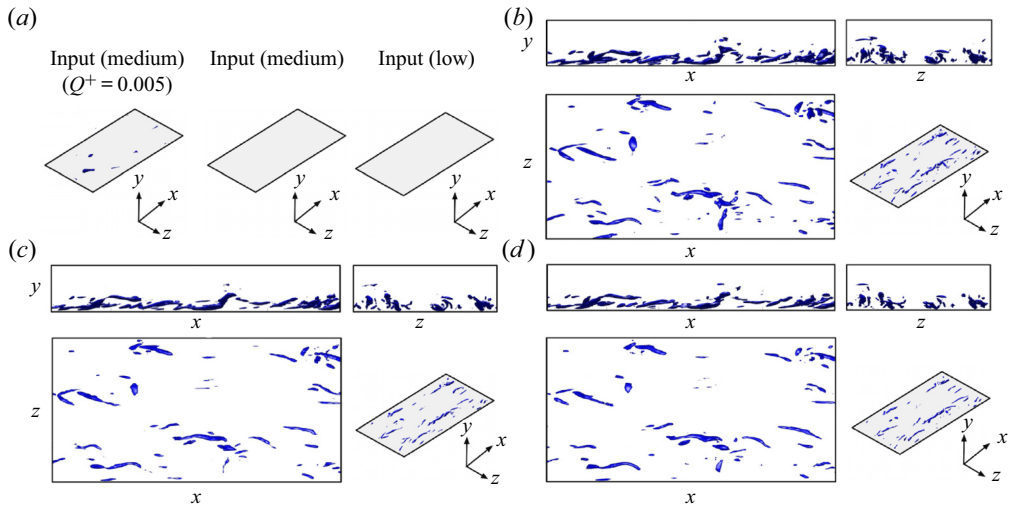 (a)
Input (medium)
(Q⁺ = 0.005)
Input (medium)
Input (low)
y
x
z
y
x
z
y
x
z
(b)
y
x
z
z
x
y
x
z
(c)
y
x
z
z
x
y
x
z
(d)
x
z
x
y
x
z